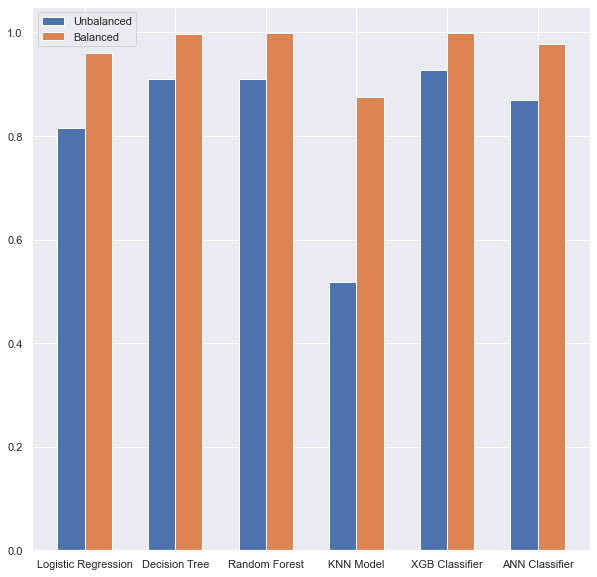 Unbalanced
Balanced
1.0
0.8
0.6
0.4
0.2
0.0
Logistic Regression Decision Tree Random Forest KNN Model XGB Classifier ANN Classifier